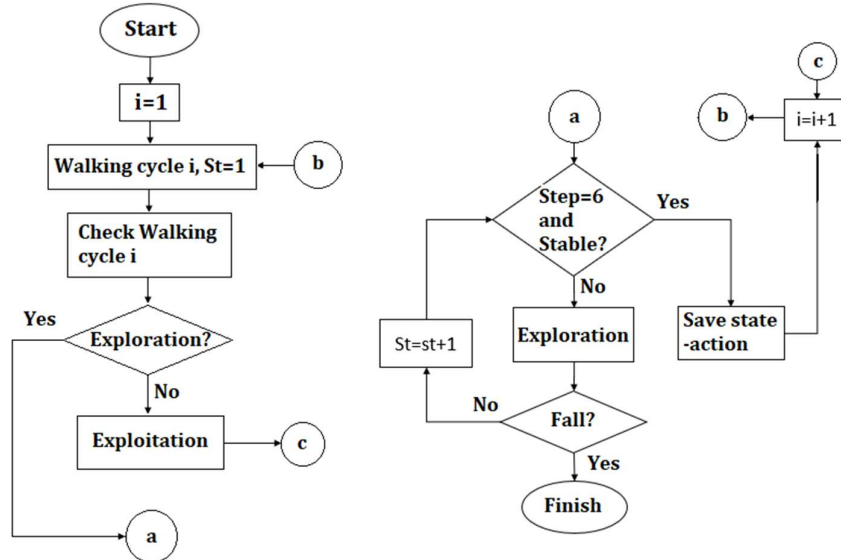 Start
i=1
Walking cycle i, St=1
b
Check Walking
cycle i
Yes
Exploration?
No
Exploitation
c
a
a
Step=6
and
Stable?
Yes
No
Exploration
St=st+1
No
Fall?
Yes
Finish
Save state
-action
c
i=i+1
b